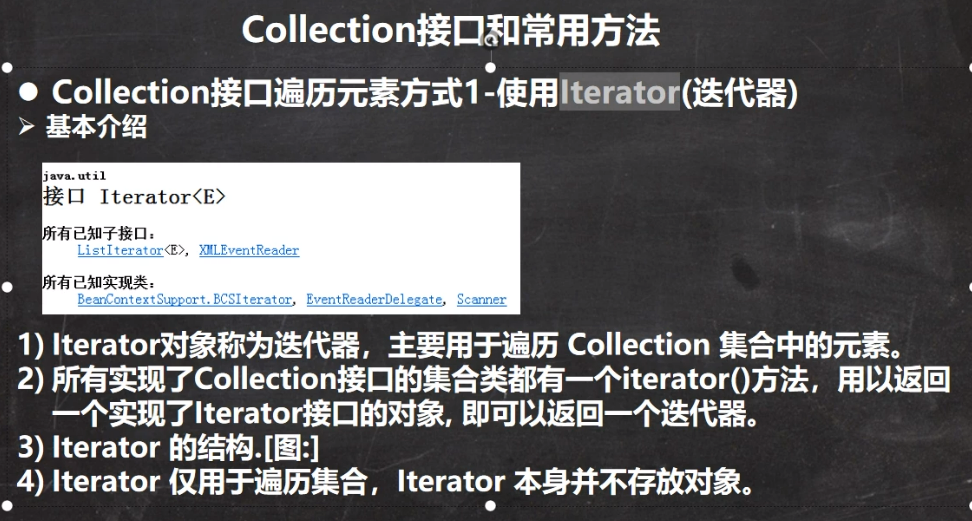 Collection接口和常用方法
● Collection接口遍历元素方式1-使用Iterator(迭代器)
➢ 基本介绍
java.util
接口 Iterator<E>
所有已知子接口：
ListIterator<E>, XMLEventReader
所有已知实现类：
BeanContextSupport.BCSIterator, EventReaderDelegate, Scanner
1) Iterator对象称为迭代器，主要用于遍历 Collection 集合中的元素。
2) 所有实现了Collection接口的集合类都有一个iterator()方法，用以返回
一个实现了Iterator接口的对象, 即可以返回一个迭代器。
3) Iterator 的结构.[图:]
4) Iterator 仅用于遍历集合，Iterator 本身并不存放对象。